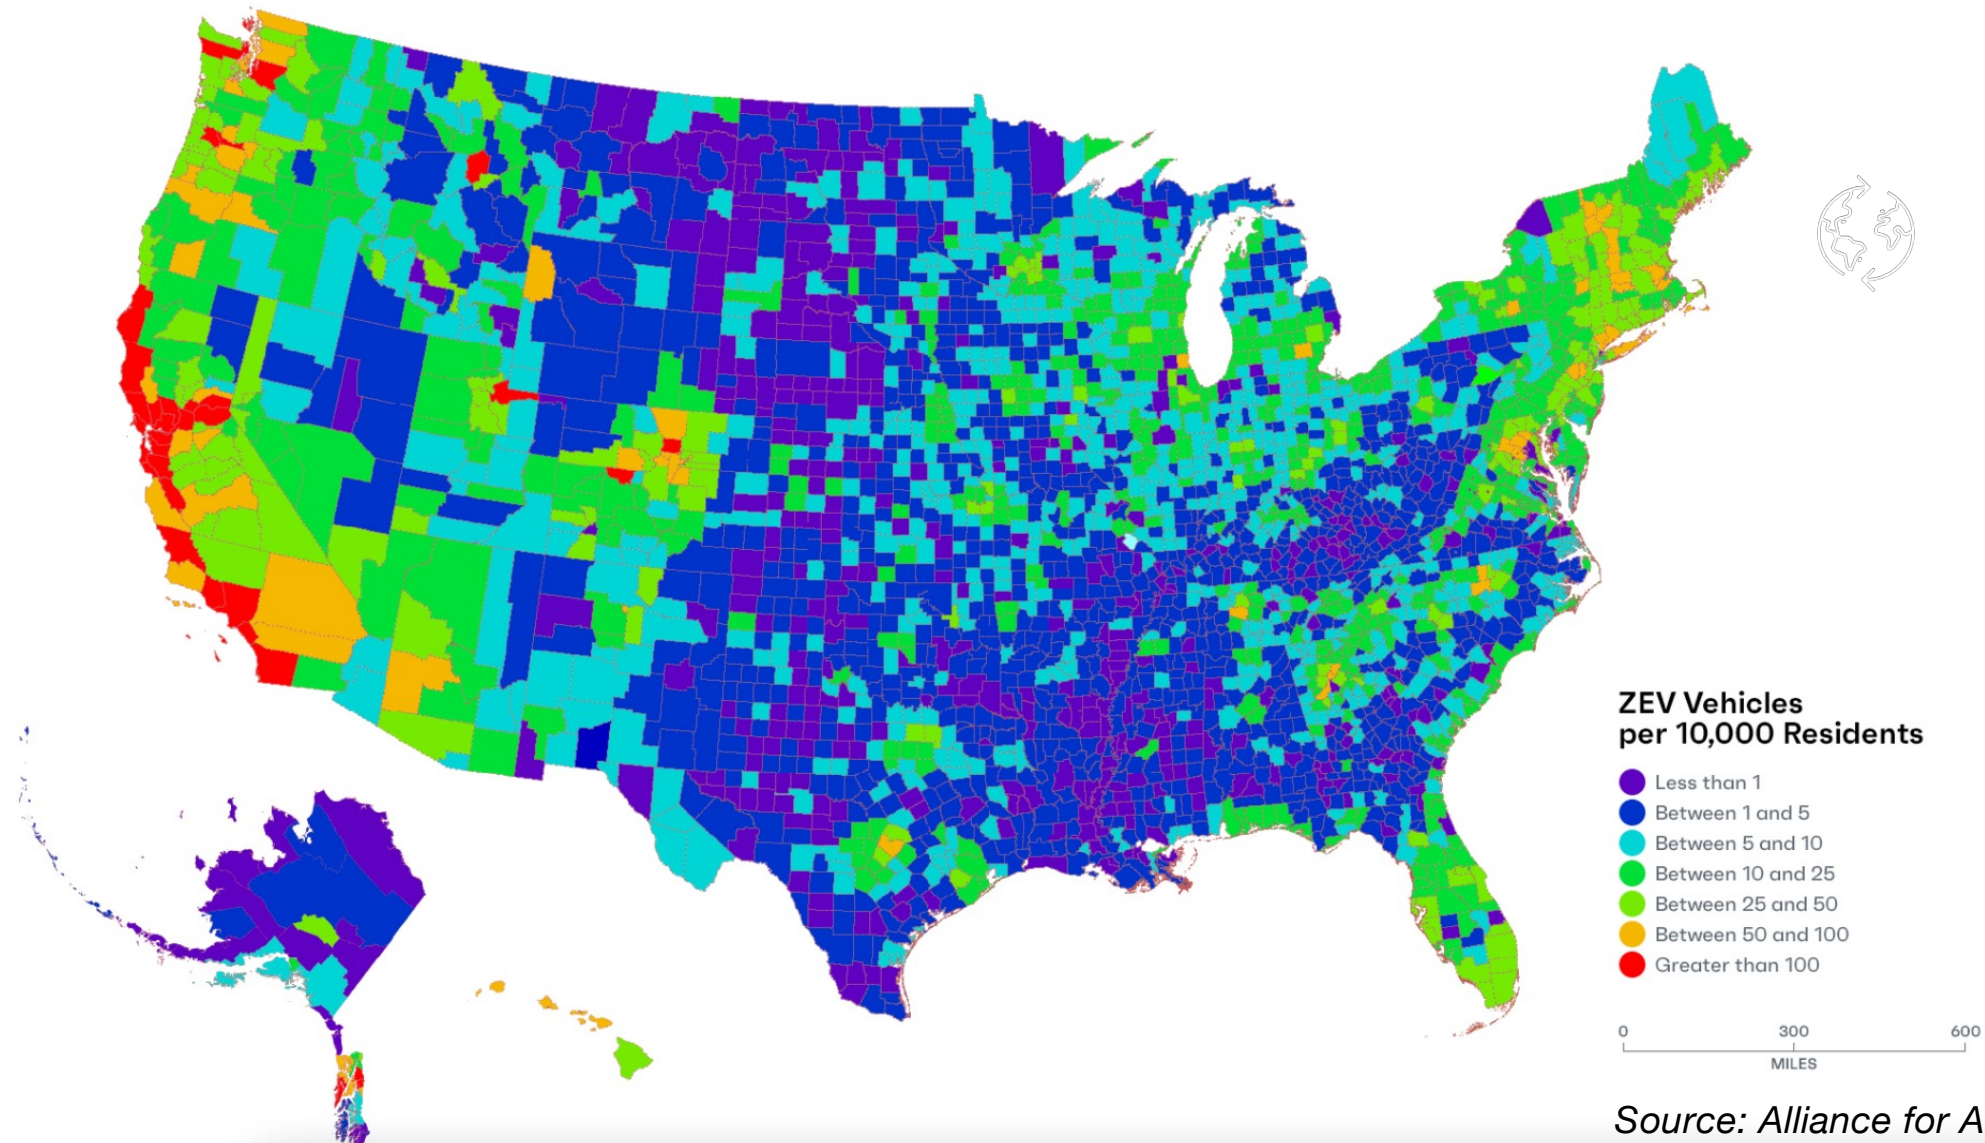 ZEV Vehicles
per 10,000 Residents
Less than 1
Between 1 and 5
Between 5 and 10
Between 10 and 25
Between 25 and 50
Between 50 and 100
Greater than 100
0 300 600
MILES
Source: Alliance for A